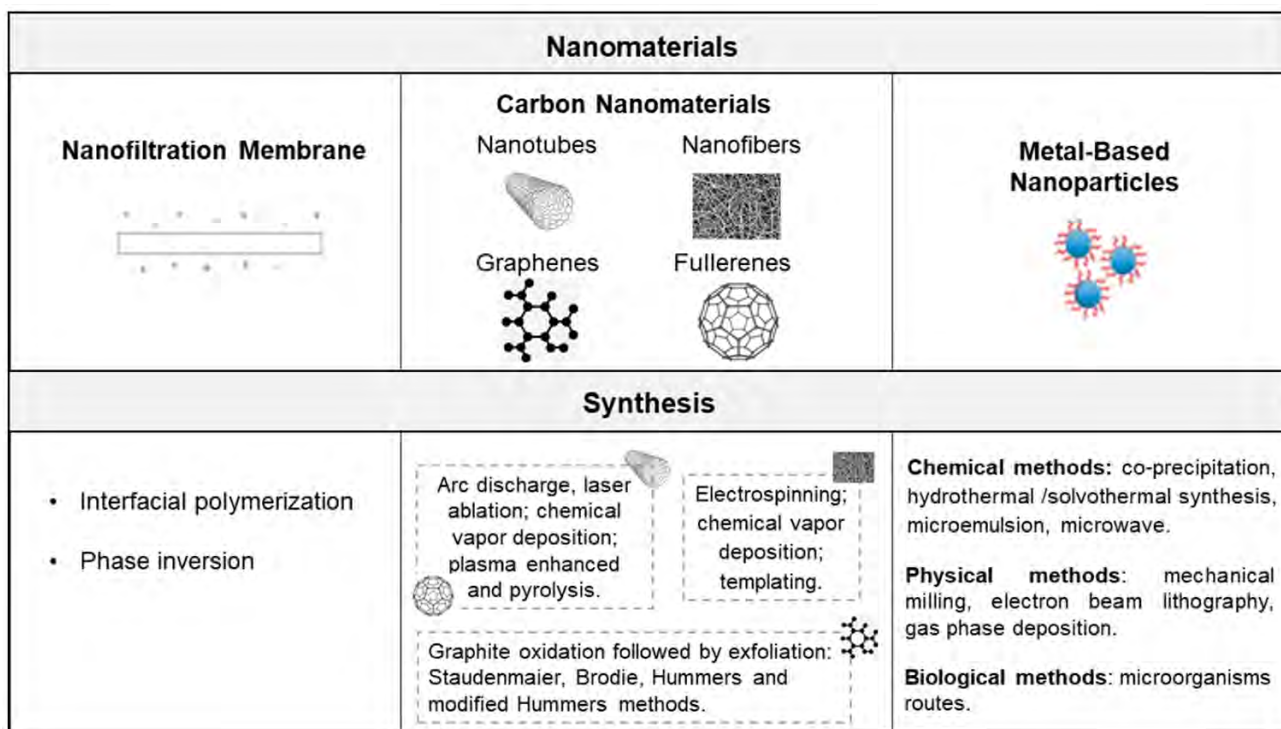 Nanomaterials
Nanofiltration Membrane
Carbon Nanomaterials
Nanotubes
Nanofibers
Graphenes
Fullerenes
Metal-Based
Nanoparticles
Synthesis
• Interfacial polymerization
• Phase inversion
Arc discharge, laser
ablation; chemical
vapor deposition;
plasma enhanced
and pyrolysis.
Electrospinning;
chemical vapor
deposition;
templating.
Graphite oxidation followed by exfoliation:
Staudenmaier, Brodie, Hummers and
modified Hummers methods.
Chemical methods: co-precipitation,
hydrothermal /solvothermal synthesis,
microemulsion, microwave.
Physical methods: mechanical
milling, electron beam lithography,
gas phase deposition.
Biological methods: microorganisms
routes.